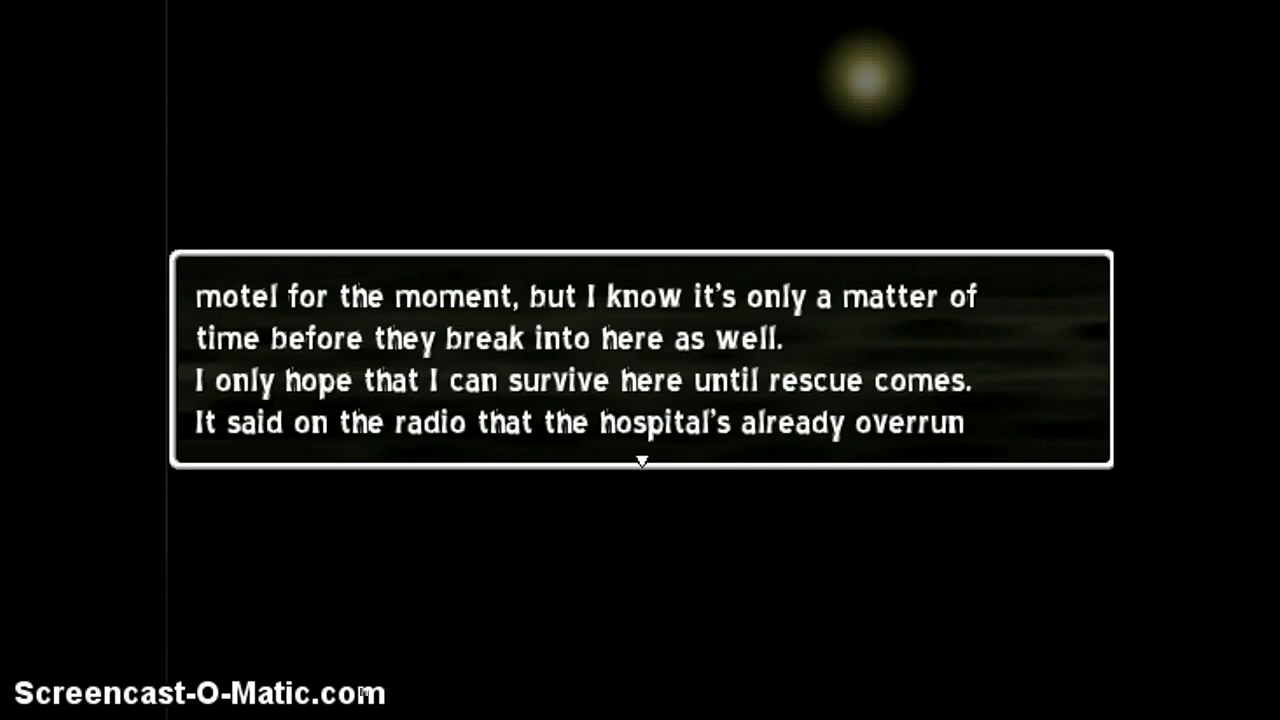 motel for the moment, but I know it's only a matter of
time before they break into here as well.
I only hope that I can survive here until rescue comes.
It said on the radio that the hospital's already overrun
Screencast-O-Matic.com